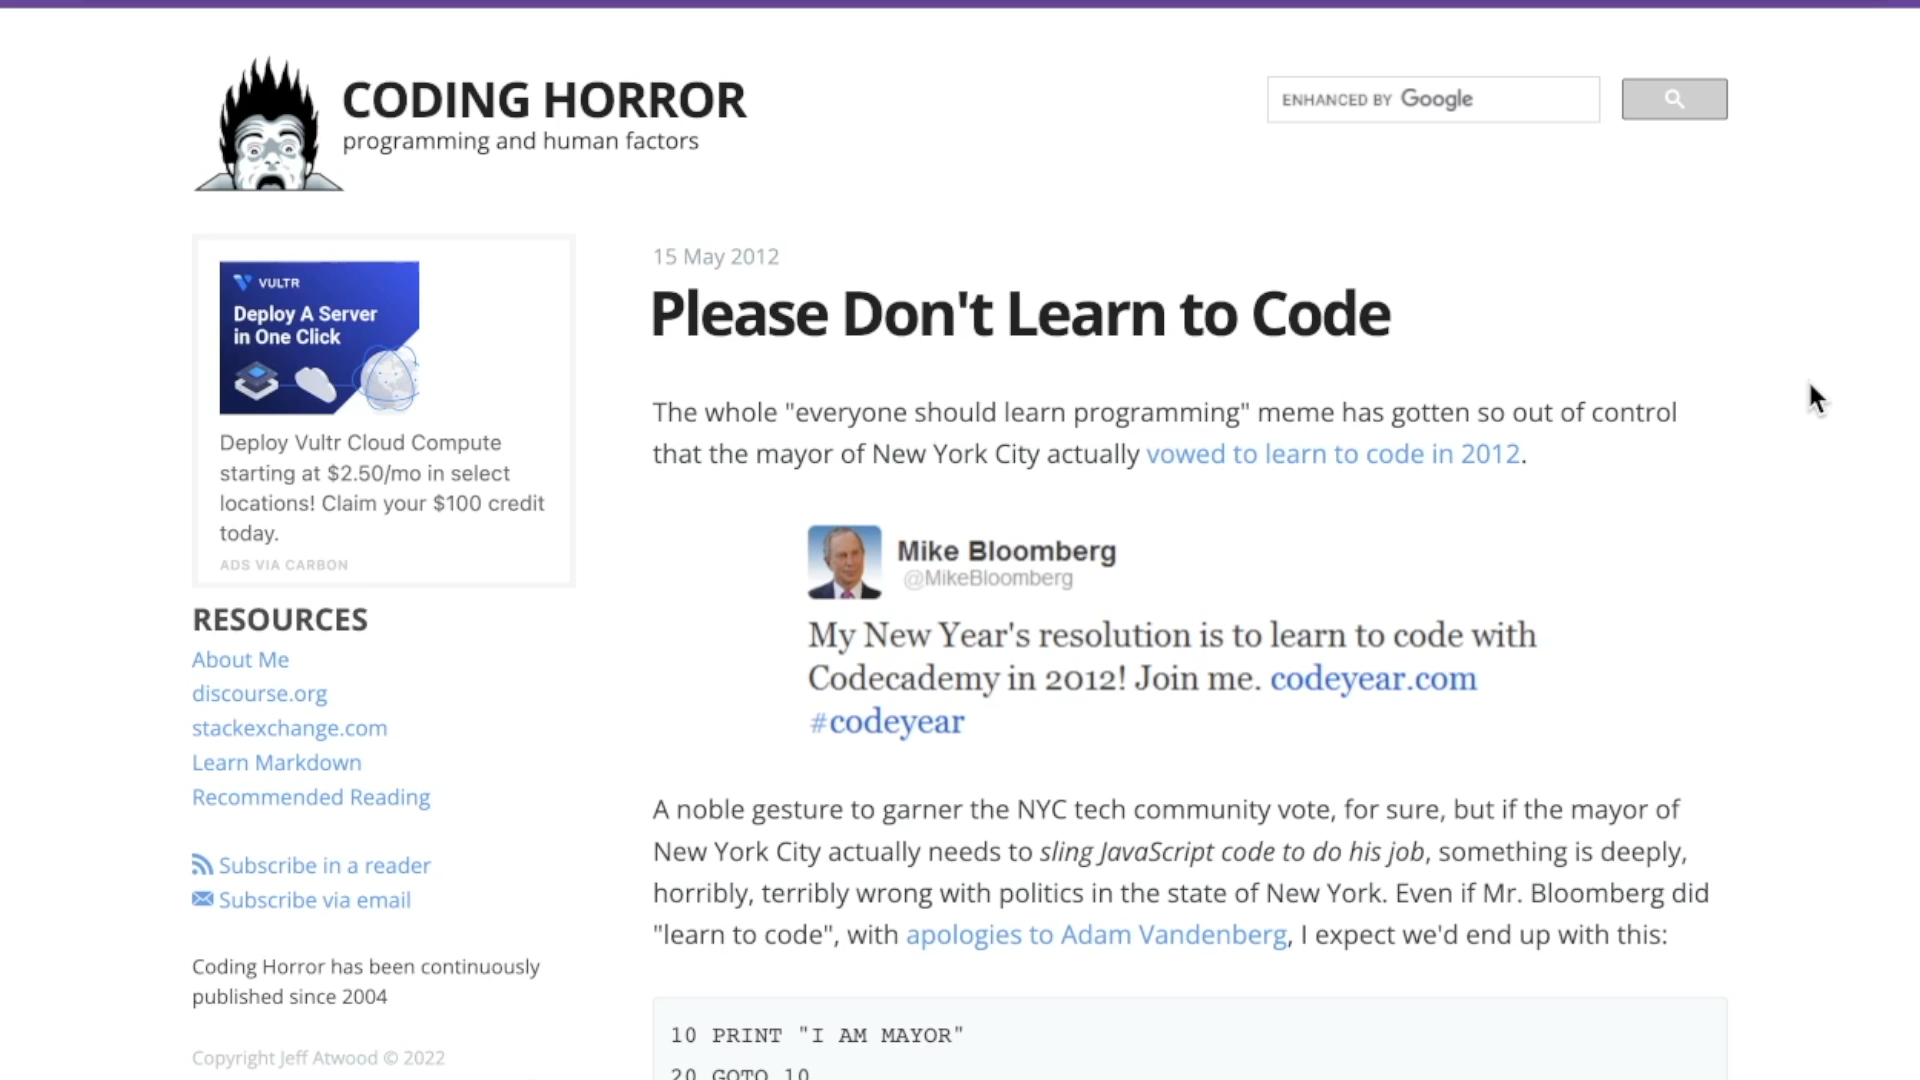 CODING HORROR
programming and human factors
ENHANCED BY Google
VULTR
Deploy A Server
in One Click
Deploy Vultr Cloud Compute
starting at $2.50/mo in select
locations! Claim your $100 credit
today.
ADS VIA CARBON
RESOURCES
About Me
discourse.org
stackexchange.com
Learn Markdown
Recommended Reading
Subscribe in a reader
Subscribe via email
Coding Horror has been continuously
published since 2004
Copyright Jeff Atwood © 2022
15 May 2012
Please Don't Learn to Code
The whole "everyone should learn programming" meme has gotten so out of control
that the mayor of New York City actually vowed to learn to code in 2012.
Mike Bloomberg
@MikeBloomberg
My New Year's resolution is to learn to code with
Codecademy in 2012! Join me. codeyear.com
#codeyear
A noble gesture to garner the NYC tech community vote, for sure, but if the mayor of
New York City actually needs to sling JavaScript code to do his job, something is deeply,
horribly, terribly wrong with politics in the state of New York. Even if Mr. Bloomberg did
"learn to code", with apologies to Adam Vandenberg, I expect we'd end up with this:
10 PRINT "I AM MAYOR"
20 GOTO 10